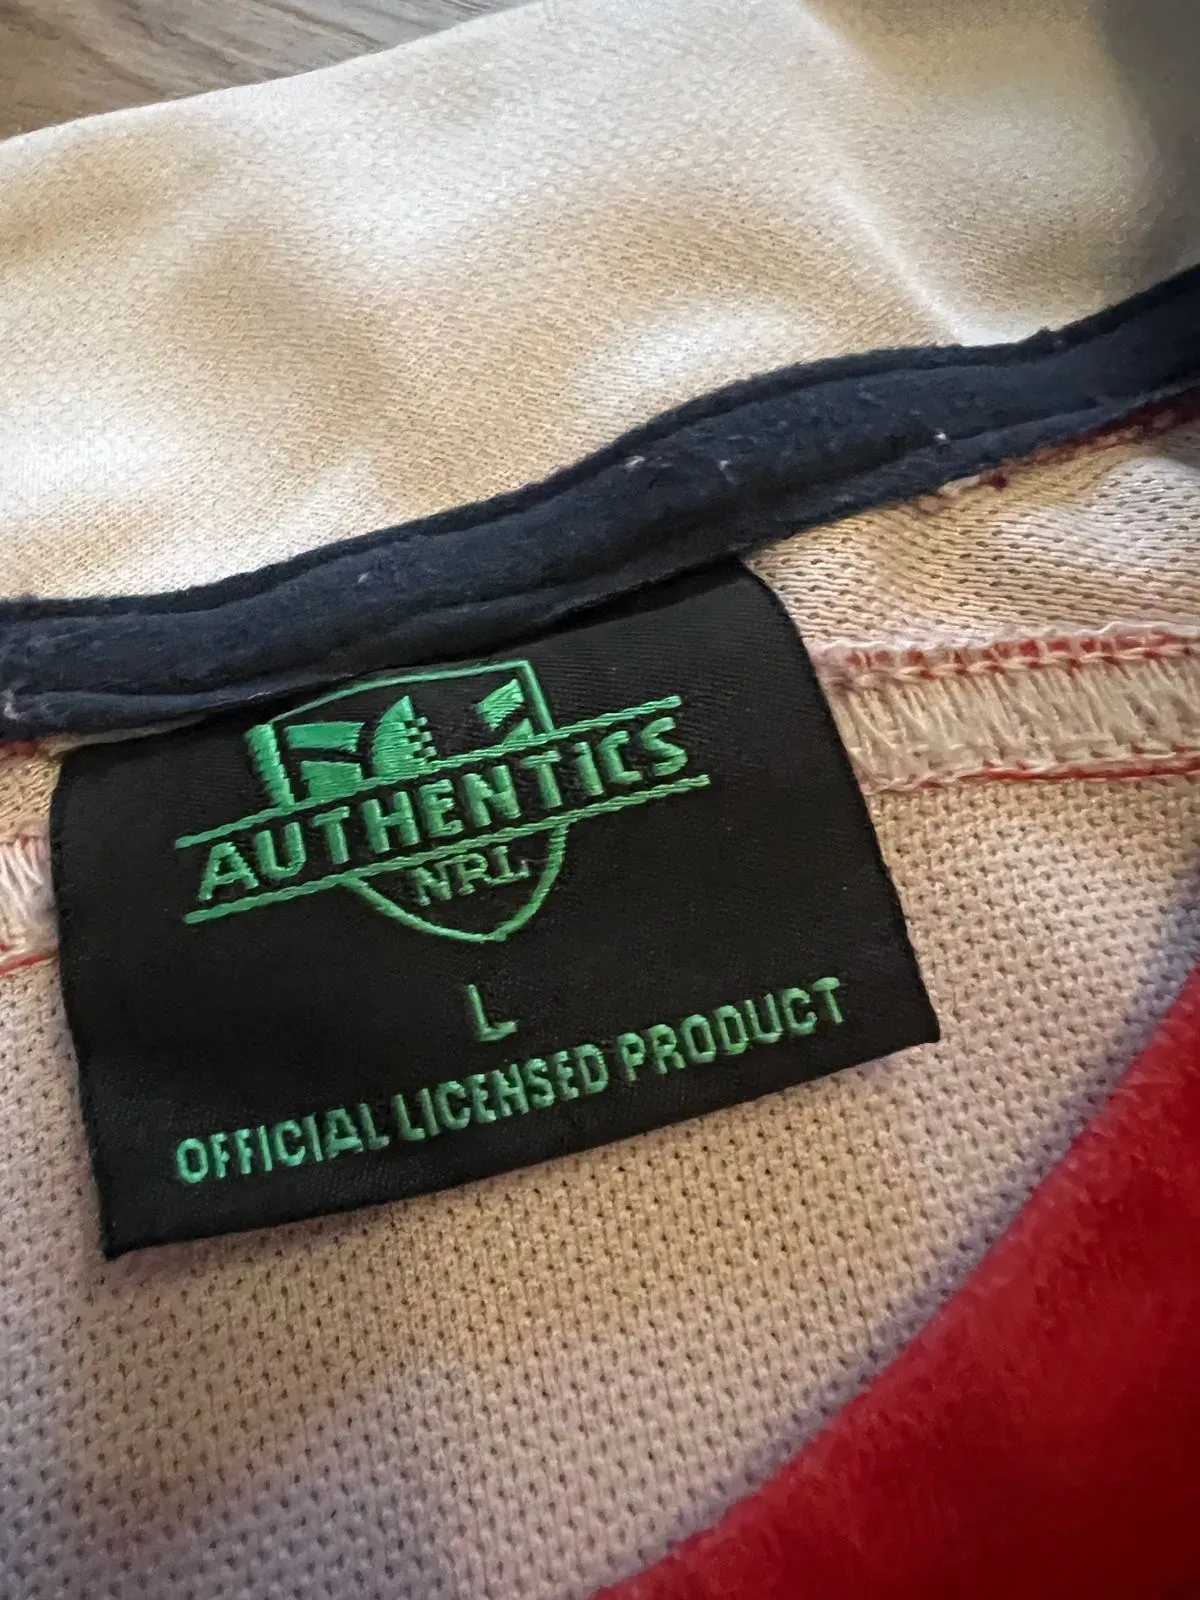 AUTHENTICS
NRL
L
OFFICIAL LICENSED PRODUCT